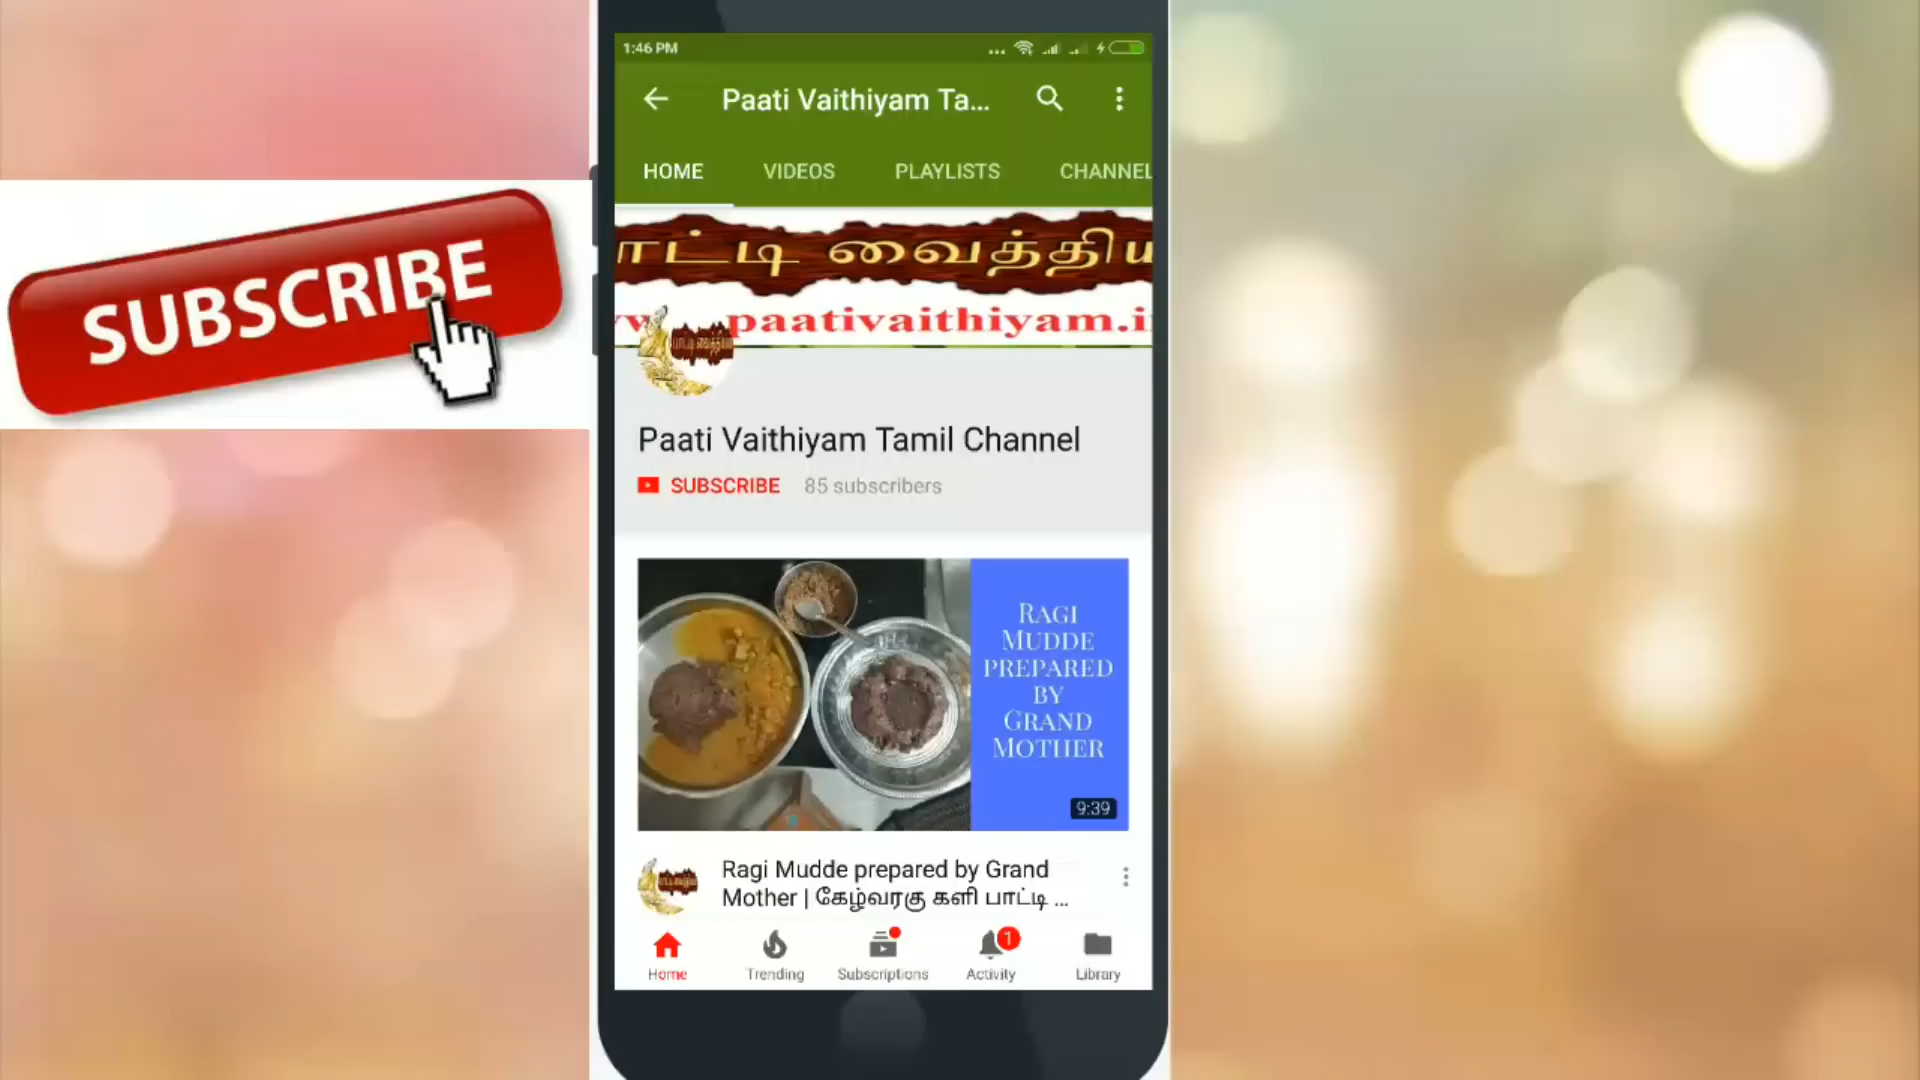 1:46 PM
Paati Vaithiyam Ta...
HOME VIDEOS PLAYLISTS CHANNEL
SUBSCRIBE
ாட்டி வைத்திய
paativaithiyam.i
Paati Vaithiyam Tamil Channel
SUBSCRIBE 85 subscribers
RAGI
MUDDE
PREPARED
BY
GRAND
MOTHER
9:39
Ragi Mudde prepared by Grand
Mother | கேழ்வரகு களி பாட்டி ...
1
Home Trending Subscriptions Activity Library